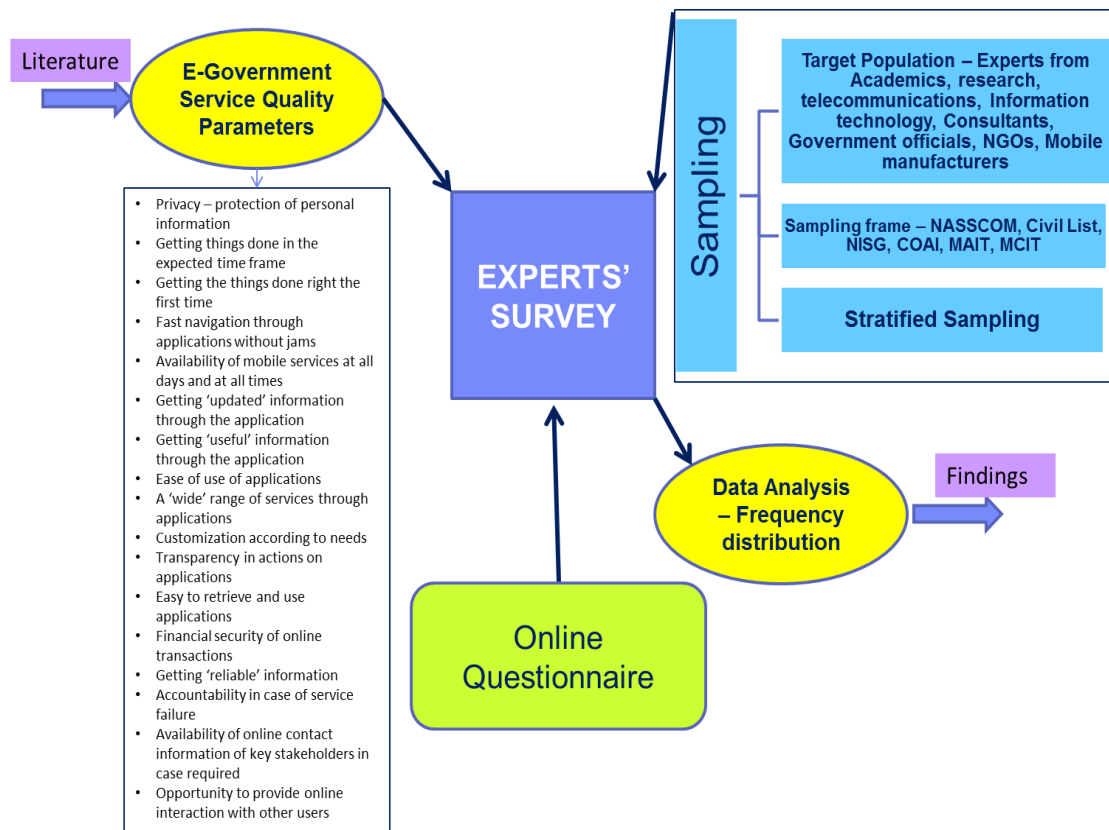 Literature
E-Government
Service Quality
Parameters
• Privacy – protection of personal
information
• Getting things done in the
expected time frame
• Getting the things done right the
first time
• Fast navigation through
applications without jams
• Availability of mobile services at all
days and at all times
• Getting ‘updated’ information
through the application
• Getting ‘useful’ information
through the application
• Ease of use of applications
• A ‘wide’ range of services through
applications
• Customization according to needs
• Transparency in actions on
applications
• Easy to retrieve and use
applications
• Financial security of online
transactions
• Getting ‘reliable’ information
• Accountability in case of service
failure
• Availability of online contact
information of key stakeholders in
case required
• Opportunity to provide online
interaction with other users
EXPERTS’
SURVEY
Sampling
Target Population – Experts from
Academics, research,
telecommunications, Information
technology, Consultants,
Government officials, NGOs, Mobile
manufacturers
Sampling frame – NASSCOM, Civil List,
NISG, COAI, MAIT, MCIT
Stratified Sampling
Online
Questionnaire
Data Analysis
– Frequency
distribution
Findings